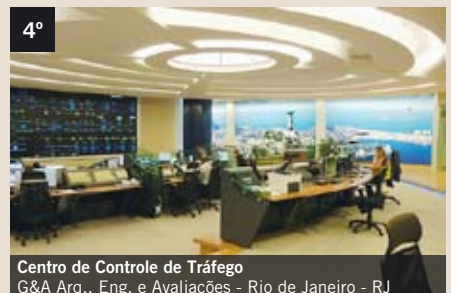 4º
Centro de Controle de Tráfego
G&A Arq., Eng. e Avaliações - Rio de Janeiro - RJ